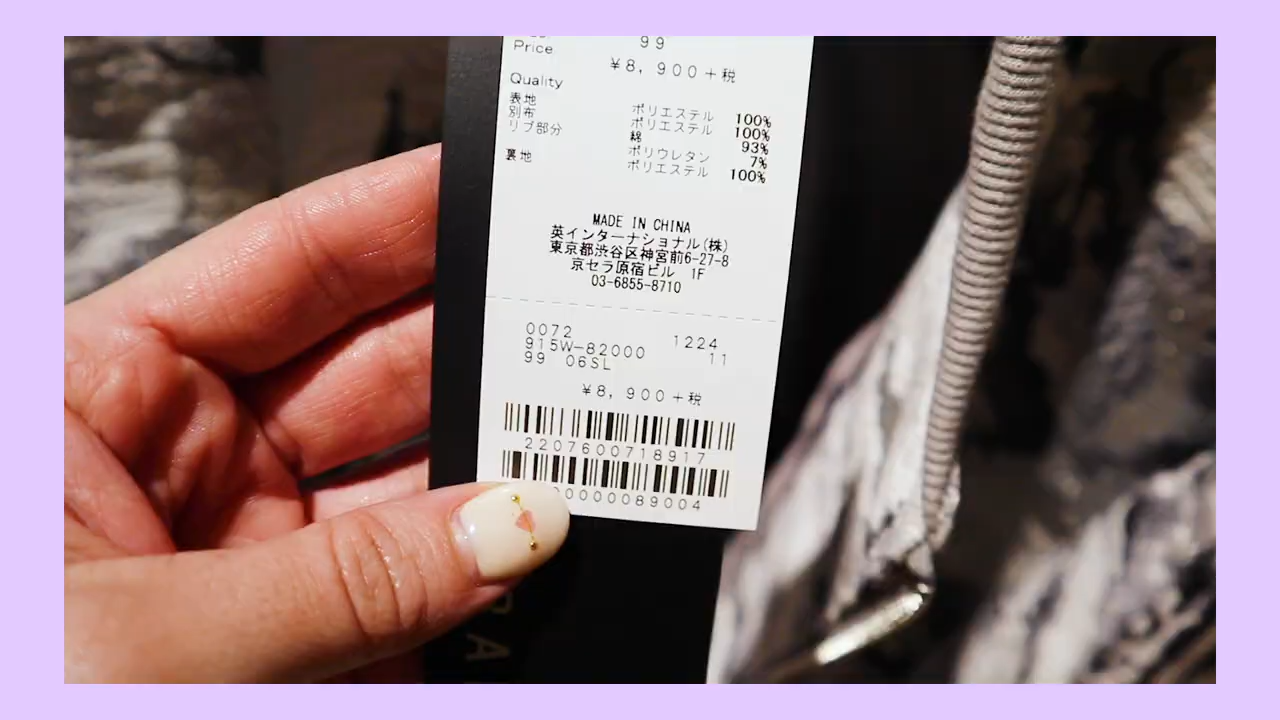 99
Price
¥8,900+税
Quality
表地 ポリエステル 100%
別布 ポリエステル 100%
リブ部分 綿 93%
ポリウレタン 7%
裏地 ポリエステル 100%
MADE IN CHINA
英インターナショナル(株)
東京都渋谷区神宮前6-27-8
京セラ原宿ビル 1F
03-6855-8710
0072 1224
915W-82000 11
99 06SL
¥8,900+税
2207600718917
00000089004